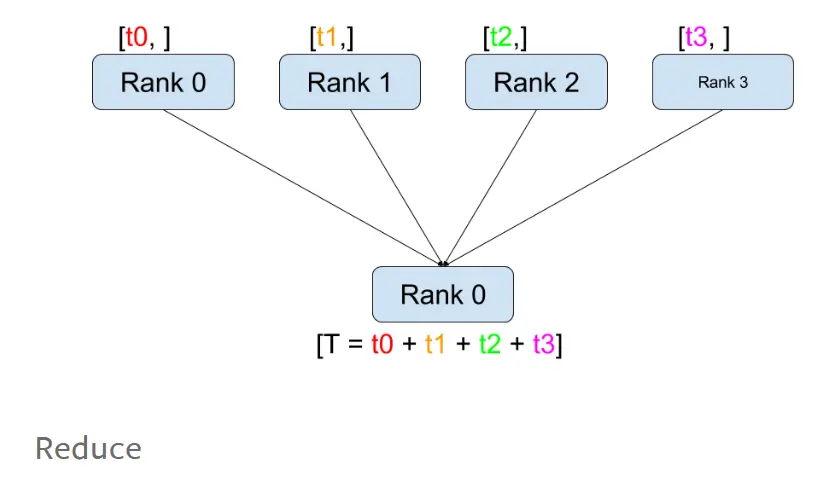 [t0, ] [t1,] [t2,] [t3, ]
Rank 0 Rank 1 Rank 2 Rank 3
Rank 0
[T = t0 + t1 + t2 + t3]
Reduce